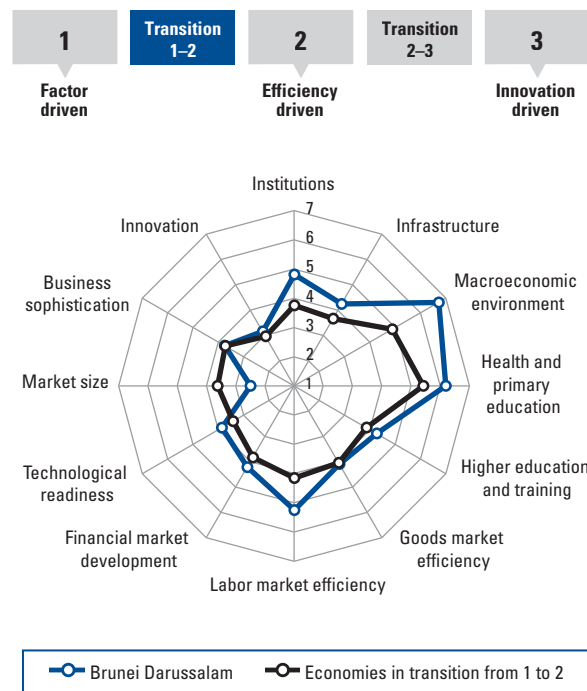 1
Transition
1–2
2
Transition
2–3
3
Factor
driven
Efficiency
driven
Innovation
driven
Institutions
7
6
5
4
3
2
1
Infrastructure
Macroeconomic
environment
Health and
primary
education
Higher education
and training
Goods market
efficiency
Labor market efficiency
Financial market
development
Technological
readiness
Market size
Business
sophistication
Innovation
Brunei Darussalam
Economies in transition from 1 to 2